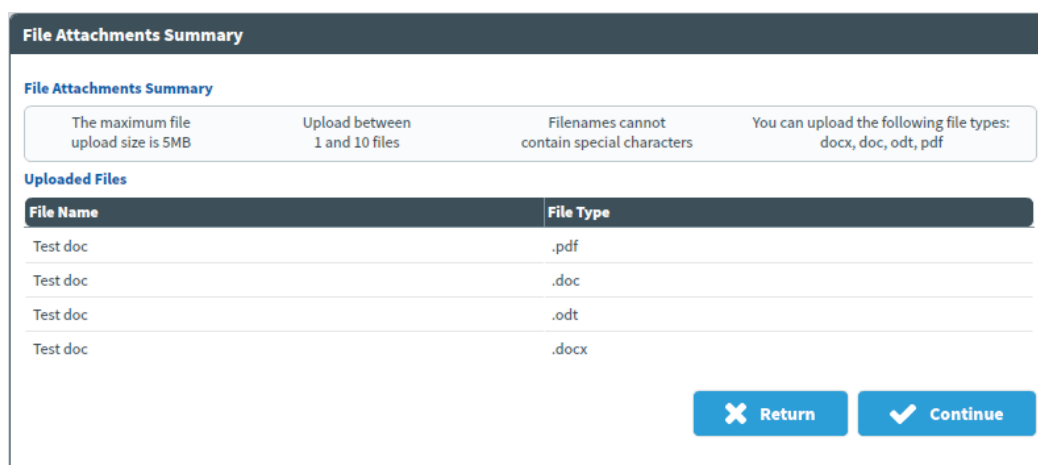 File Attachments Summary
File Attachments Summary
The maximum file
upload size is 5MB
Upload between
1 and 10 files
Filenames cannot
contain special characters
You can upload the following file types:
docx, doc, odt, pdf
Uploaded Files
File Name File Type
Test doc .pdf
Test doc .doc
Test doc .odt
Test doc .docx
Return Continue